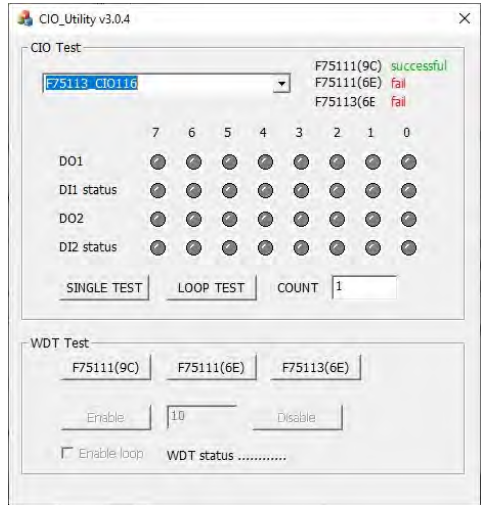 CIO_Utility v3.0.4
CIO Test
F75113_CIO116
F75111(9C) successful
F75111(6E) fail
F75113(6E fail
7 6 5 4 3 2 1 0
DO1
DI1 status
DO2
DI2 status
SINGLE TEST LOOP TEST COUNT 1
WDT Test
F75111(9C) F75111(6E) F75113(6E)
Enable 10 Disable
Enable loop WDT status ............